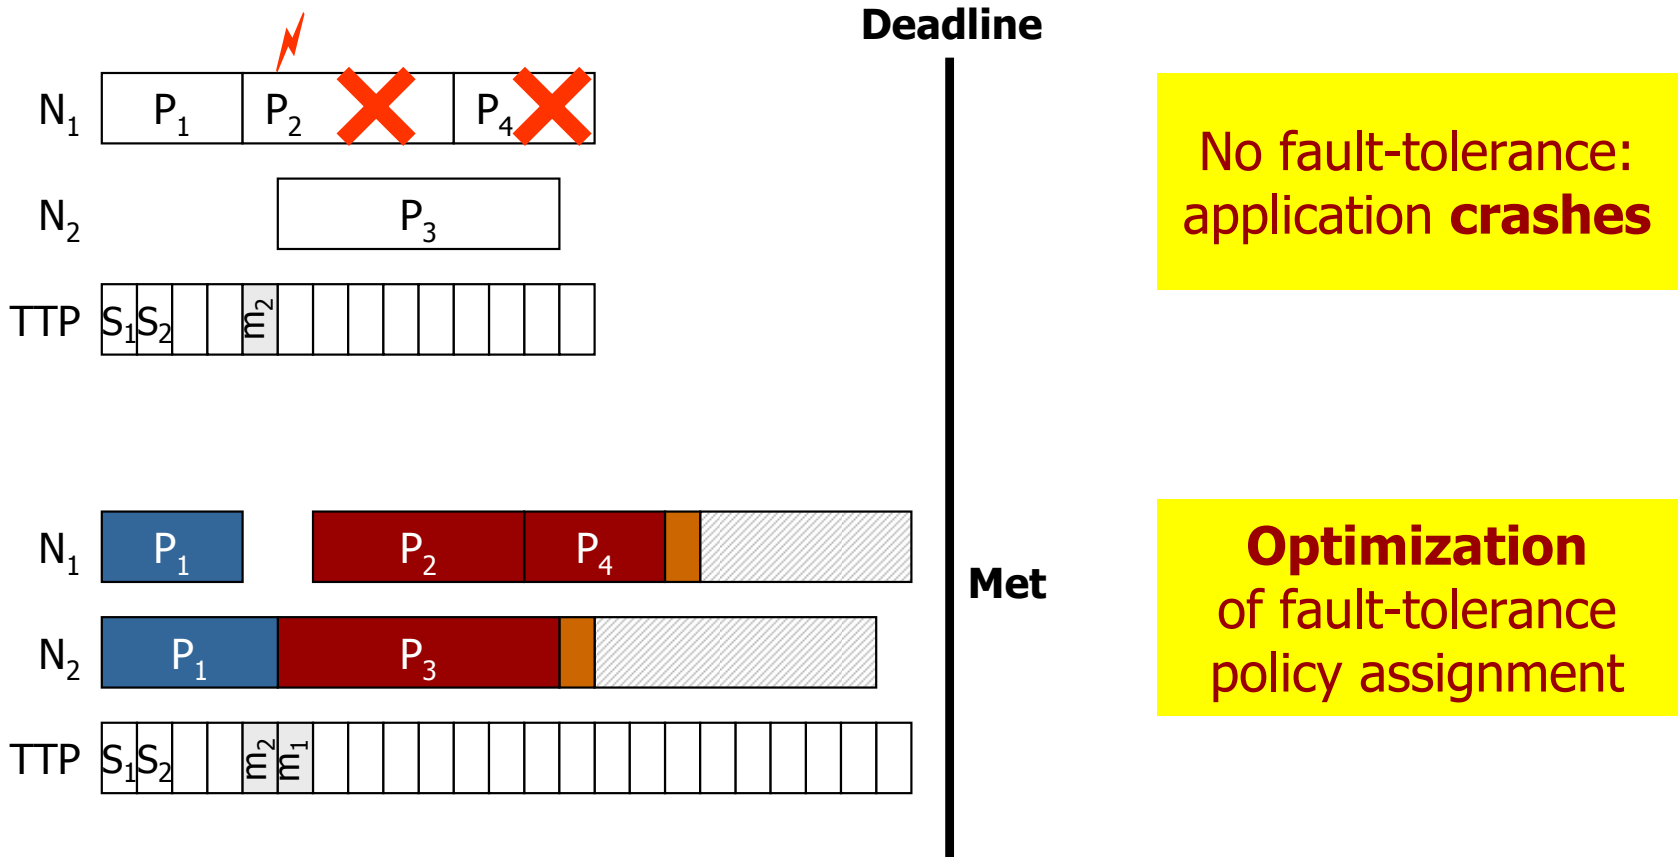 Deadline
N₁ P₁ P₂ P₄
No fault-tolerance:
application crashes
N₂ P₃
TTP S₁ S₂ m₂
N₁ P₁ P₂ P₄
Met
Optimization
of fault-tolerance
policy assignment
N₂ P₁ P₃
TTP S₁ S₂ m₂ m₁